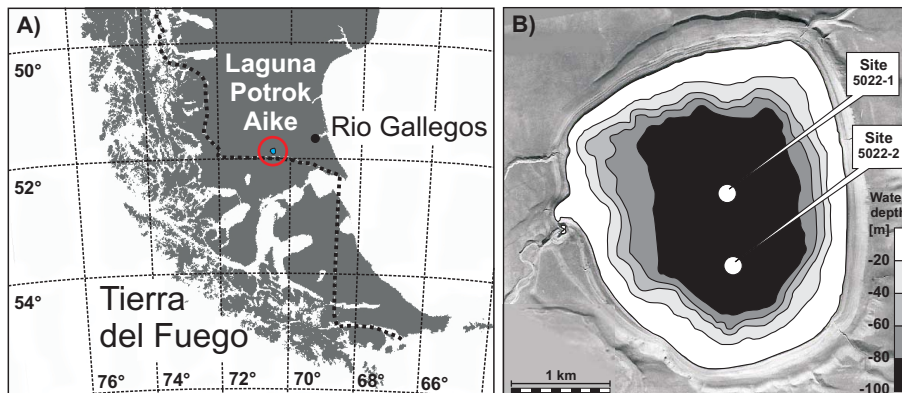 A)
50°
52°
54°
Laguna
Potrok
Aike
Rio Gallegos
Tierra
del Fuego
76°
74°
72°
70°
68°
66°
B)
Site
5022-1
Site
5022-2
depth
[m]
-20
-40
-60
-80
-100
1 km